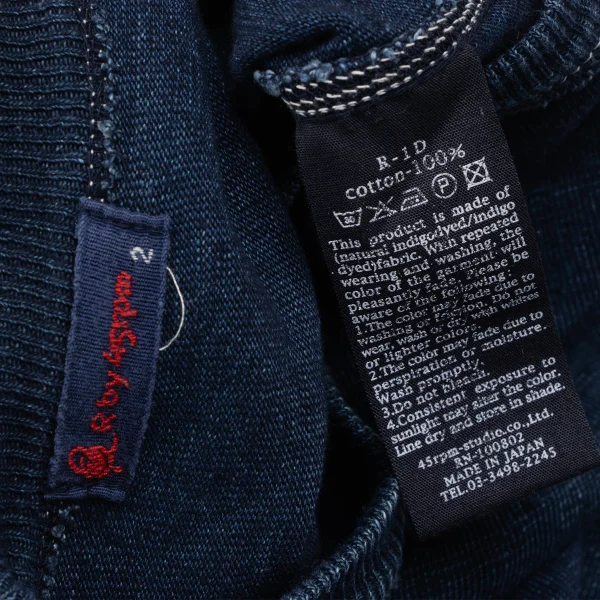 R by 45rpm
2
R-1D
cotton-100%
This product is made of
(natural indigodyed/indigo
dyed)fabric. With repeated
wearing and washing, the
color of the garment will
pleasantly fade. Please be
aware of the following:
1.The color may fade due to
washing of friction. Do not
wear, wash or dry with whites
or lighter colors.
2.The color may fade due to
perspiration or moisture.
Wash promptly.
3.Do not bleach.
4.Consistent exposure to
sunlight may alter the color.
Line dry and store in shade.
45rpm-studio co.,Ltd.
RN-100802
MADE IN JAPAN
TEL.03-3498-2245